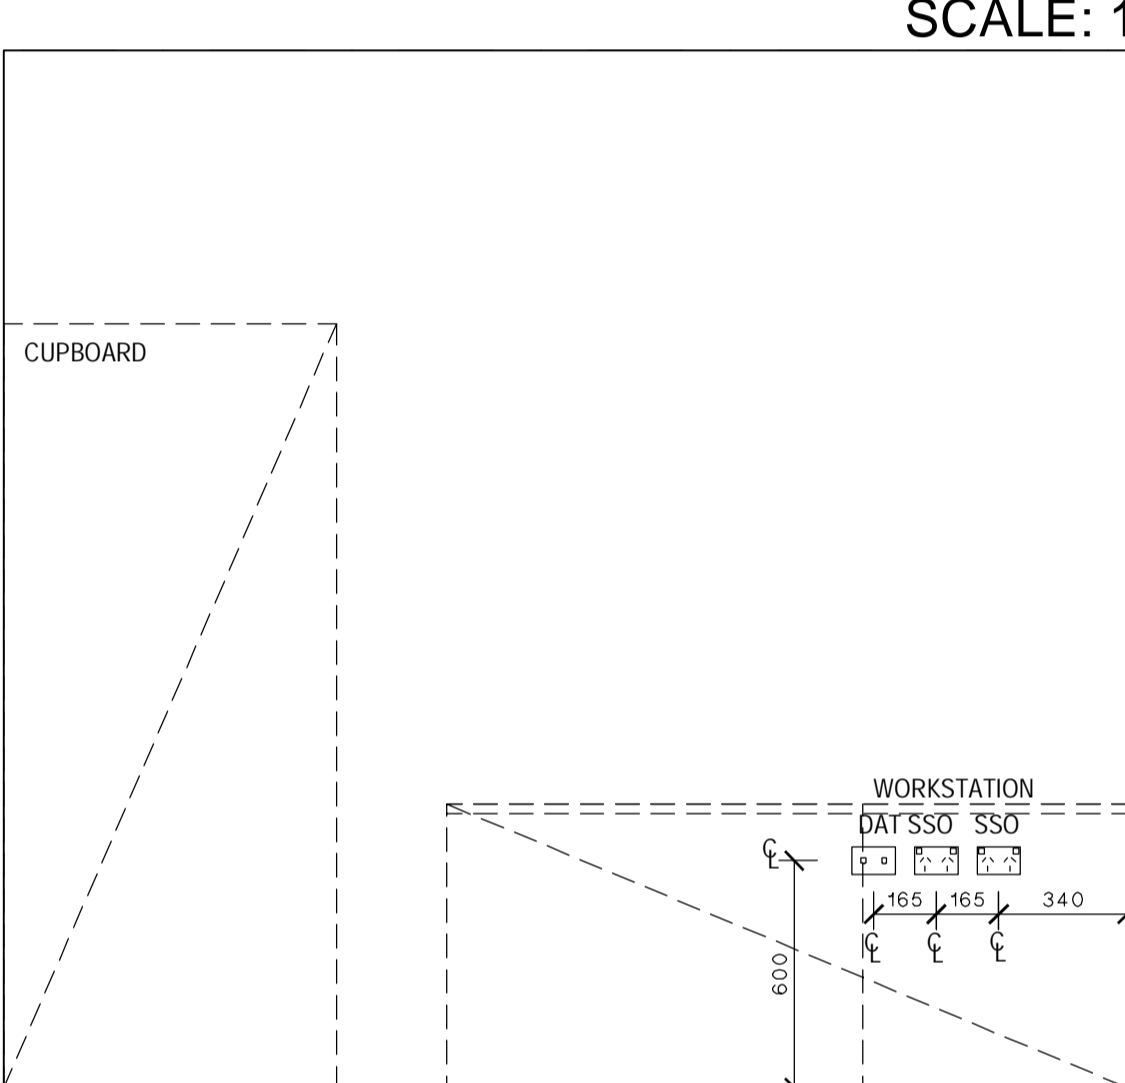 SCALE: 1
CUPBOARD
WORKSTATION
DAT SSO SSO
℄
165 165 340
℄ ℄ ℄
600